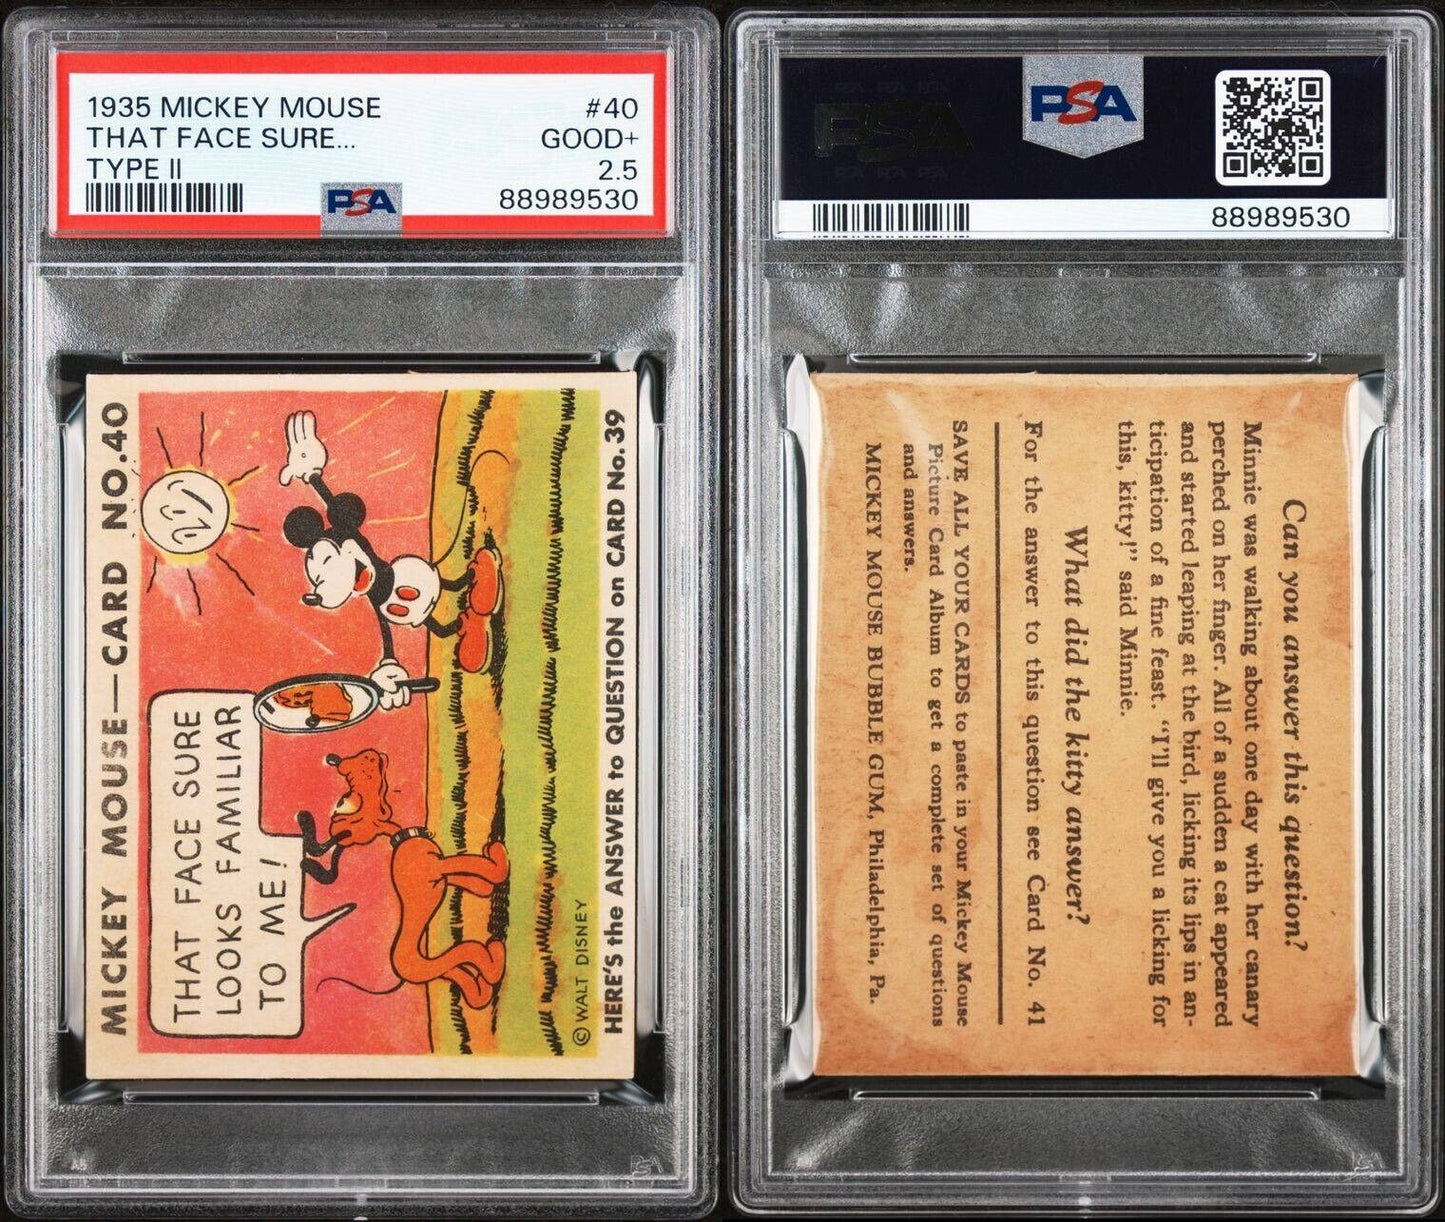 1935 MICKEY MOUSE #40
THAT FACE SURE... GOOD+
TYPE II 2.5
PSA 88989530
MICKEY MOUSE—CARD NO.40
THAT FACE SURE
LOOKS FAMILIAR
TO ME!
© WALT DISNEY
HERE'S the ANSWER to QUESTION on CARD No. 39
PSA
PSA
88989530
Can you answer this question?
Minnie was walking about one day with her canary
perched on her finger. All of a sudden a cat appeared
and started leaping at the bird, licking its lips in an-
ticipation of a fine feast. "I'll give you a licking for
this, kitty!" said Minnie.
What did the kitty answer?
For the answer to this question see Card No. 41
SAVE ALL YOUR CARDS to paste in your Mickey Mouse
Picture Card Album to get a complete set of questions
and answers.
MICKEY MOUSE BUBBLE GUM, Philadelphia, Pa.